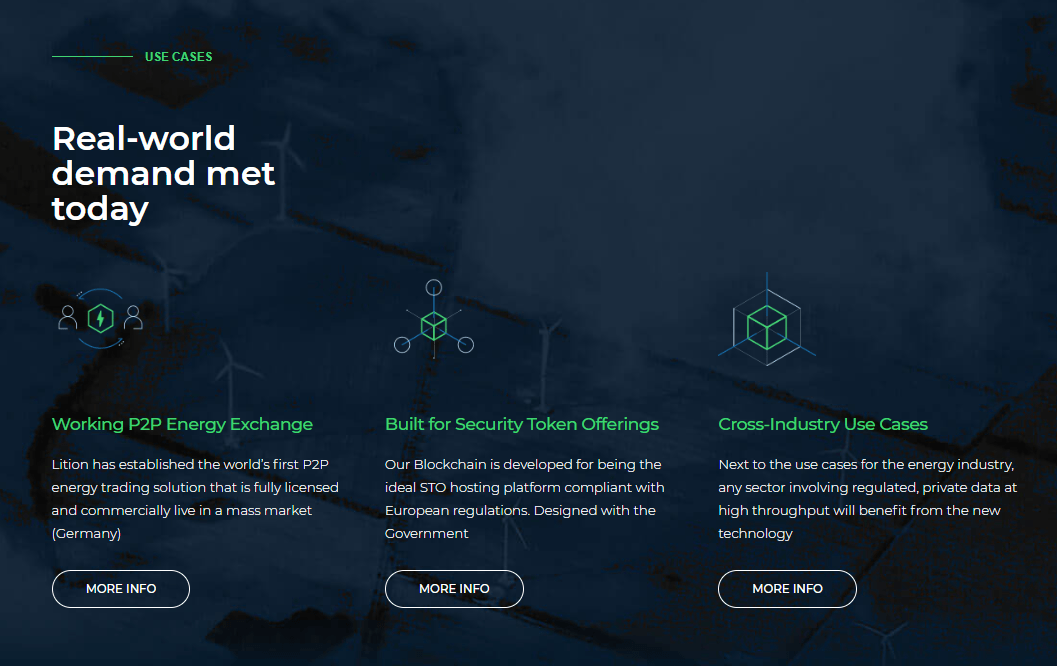 USE CASES
Real-world
demand met
today
Working P2P Energy Exchange
Lition has established the world's first P2P
energy trading solution that is fully licensed
and commercially live in a mass market
(Germany)
MORE INFO
Built for Security Token Offerings
Our Blockchain is developed for being the
ideal STO hosting platform compliant with
European regulations. Designed with the
Government
MORE INFO
Cross-Industry Use Cases
Next to the use cases for the energy industry,
any sector involving regulated, private data at
high throughput will benefit from the new
technology
MORE INFO